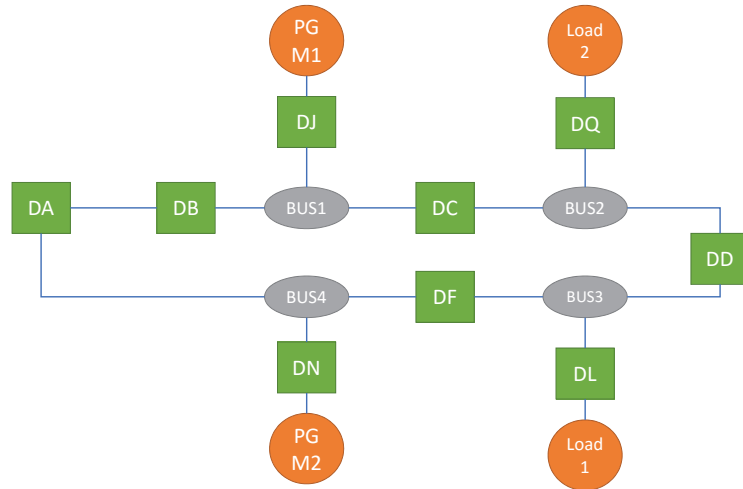 PG
M1
Load
2
DJ
DQ
DA
DB
BUS1
DC
BUS2
DD
BUS4
DF
BUS3
DN
DL
PG
M2
Load
1